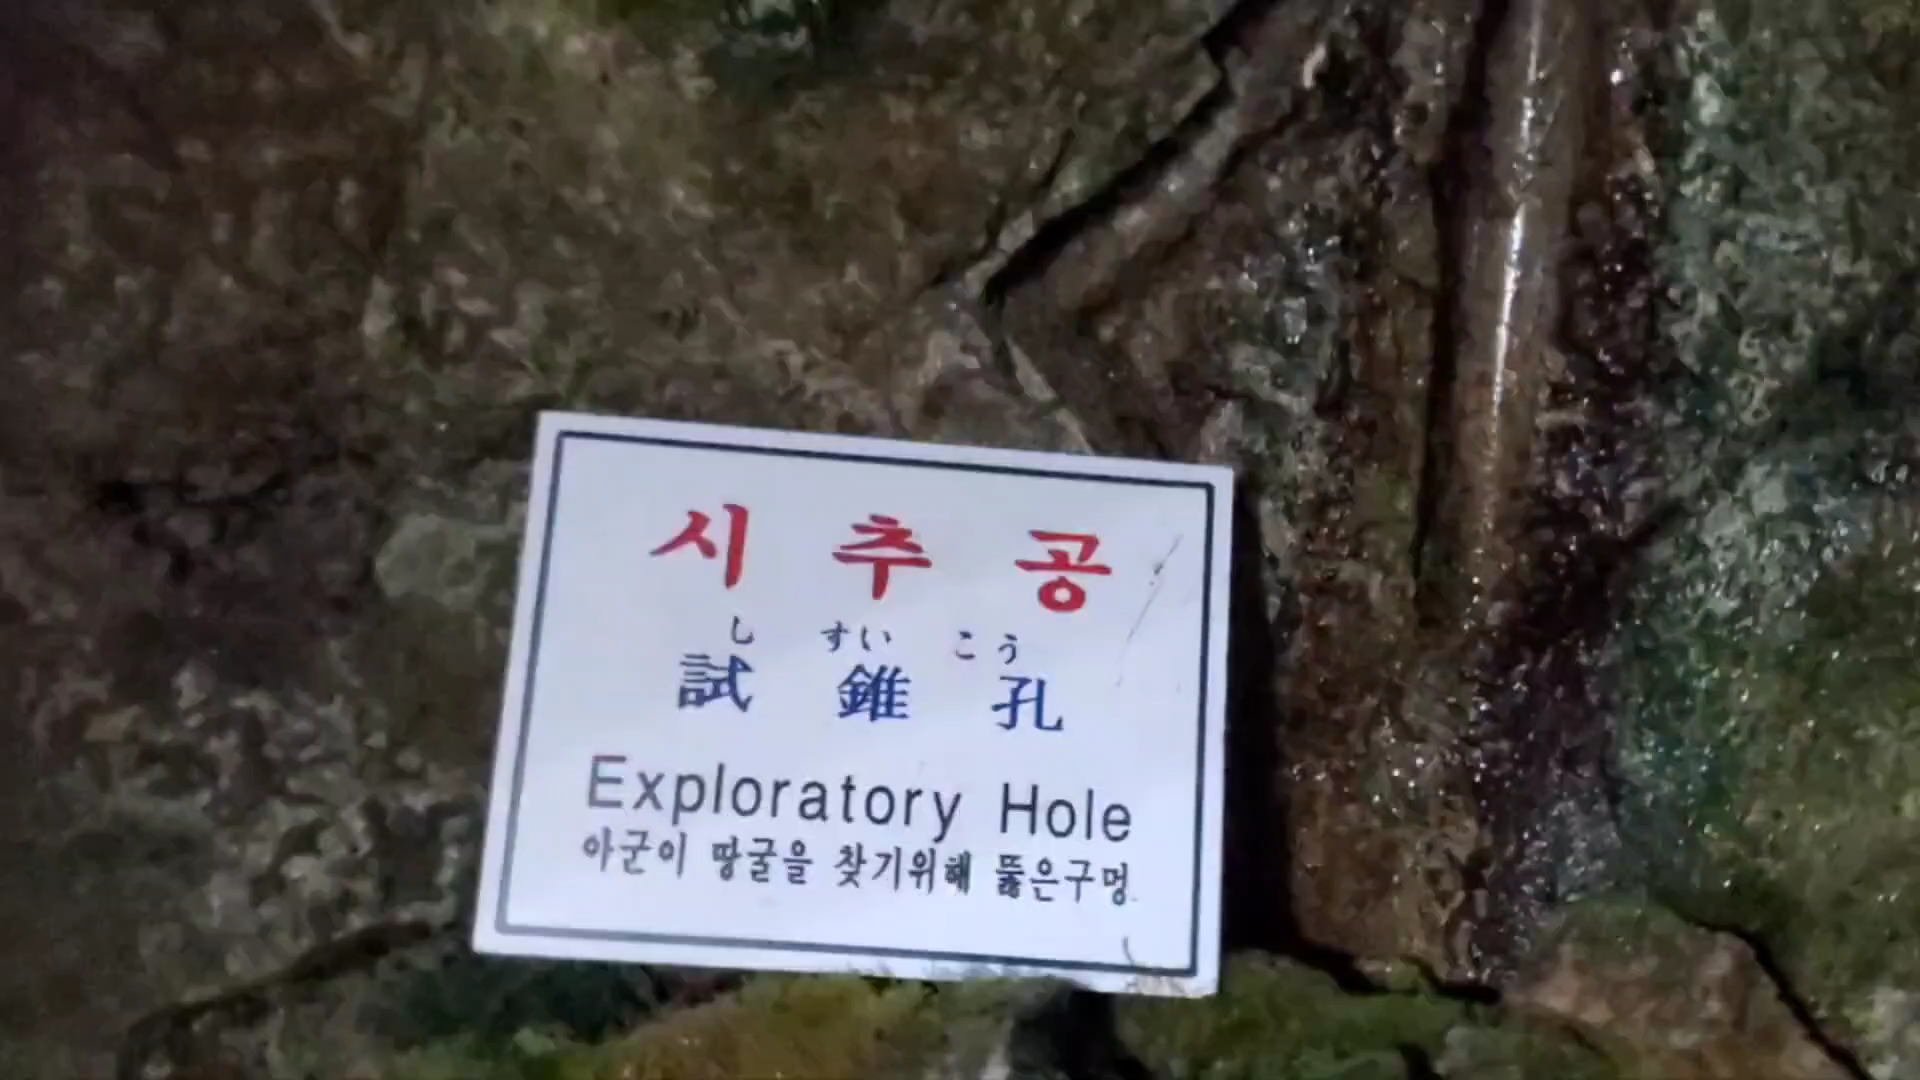 시 추 공
し すい こう
試 錐 孔
Exploratory Hole
아군이 땅굴을 찾기위해 뚫은구멍.